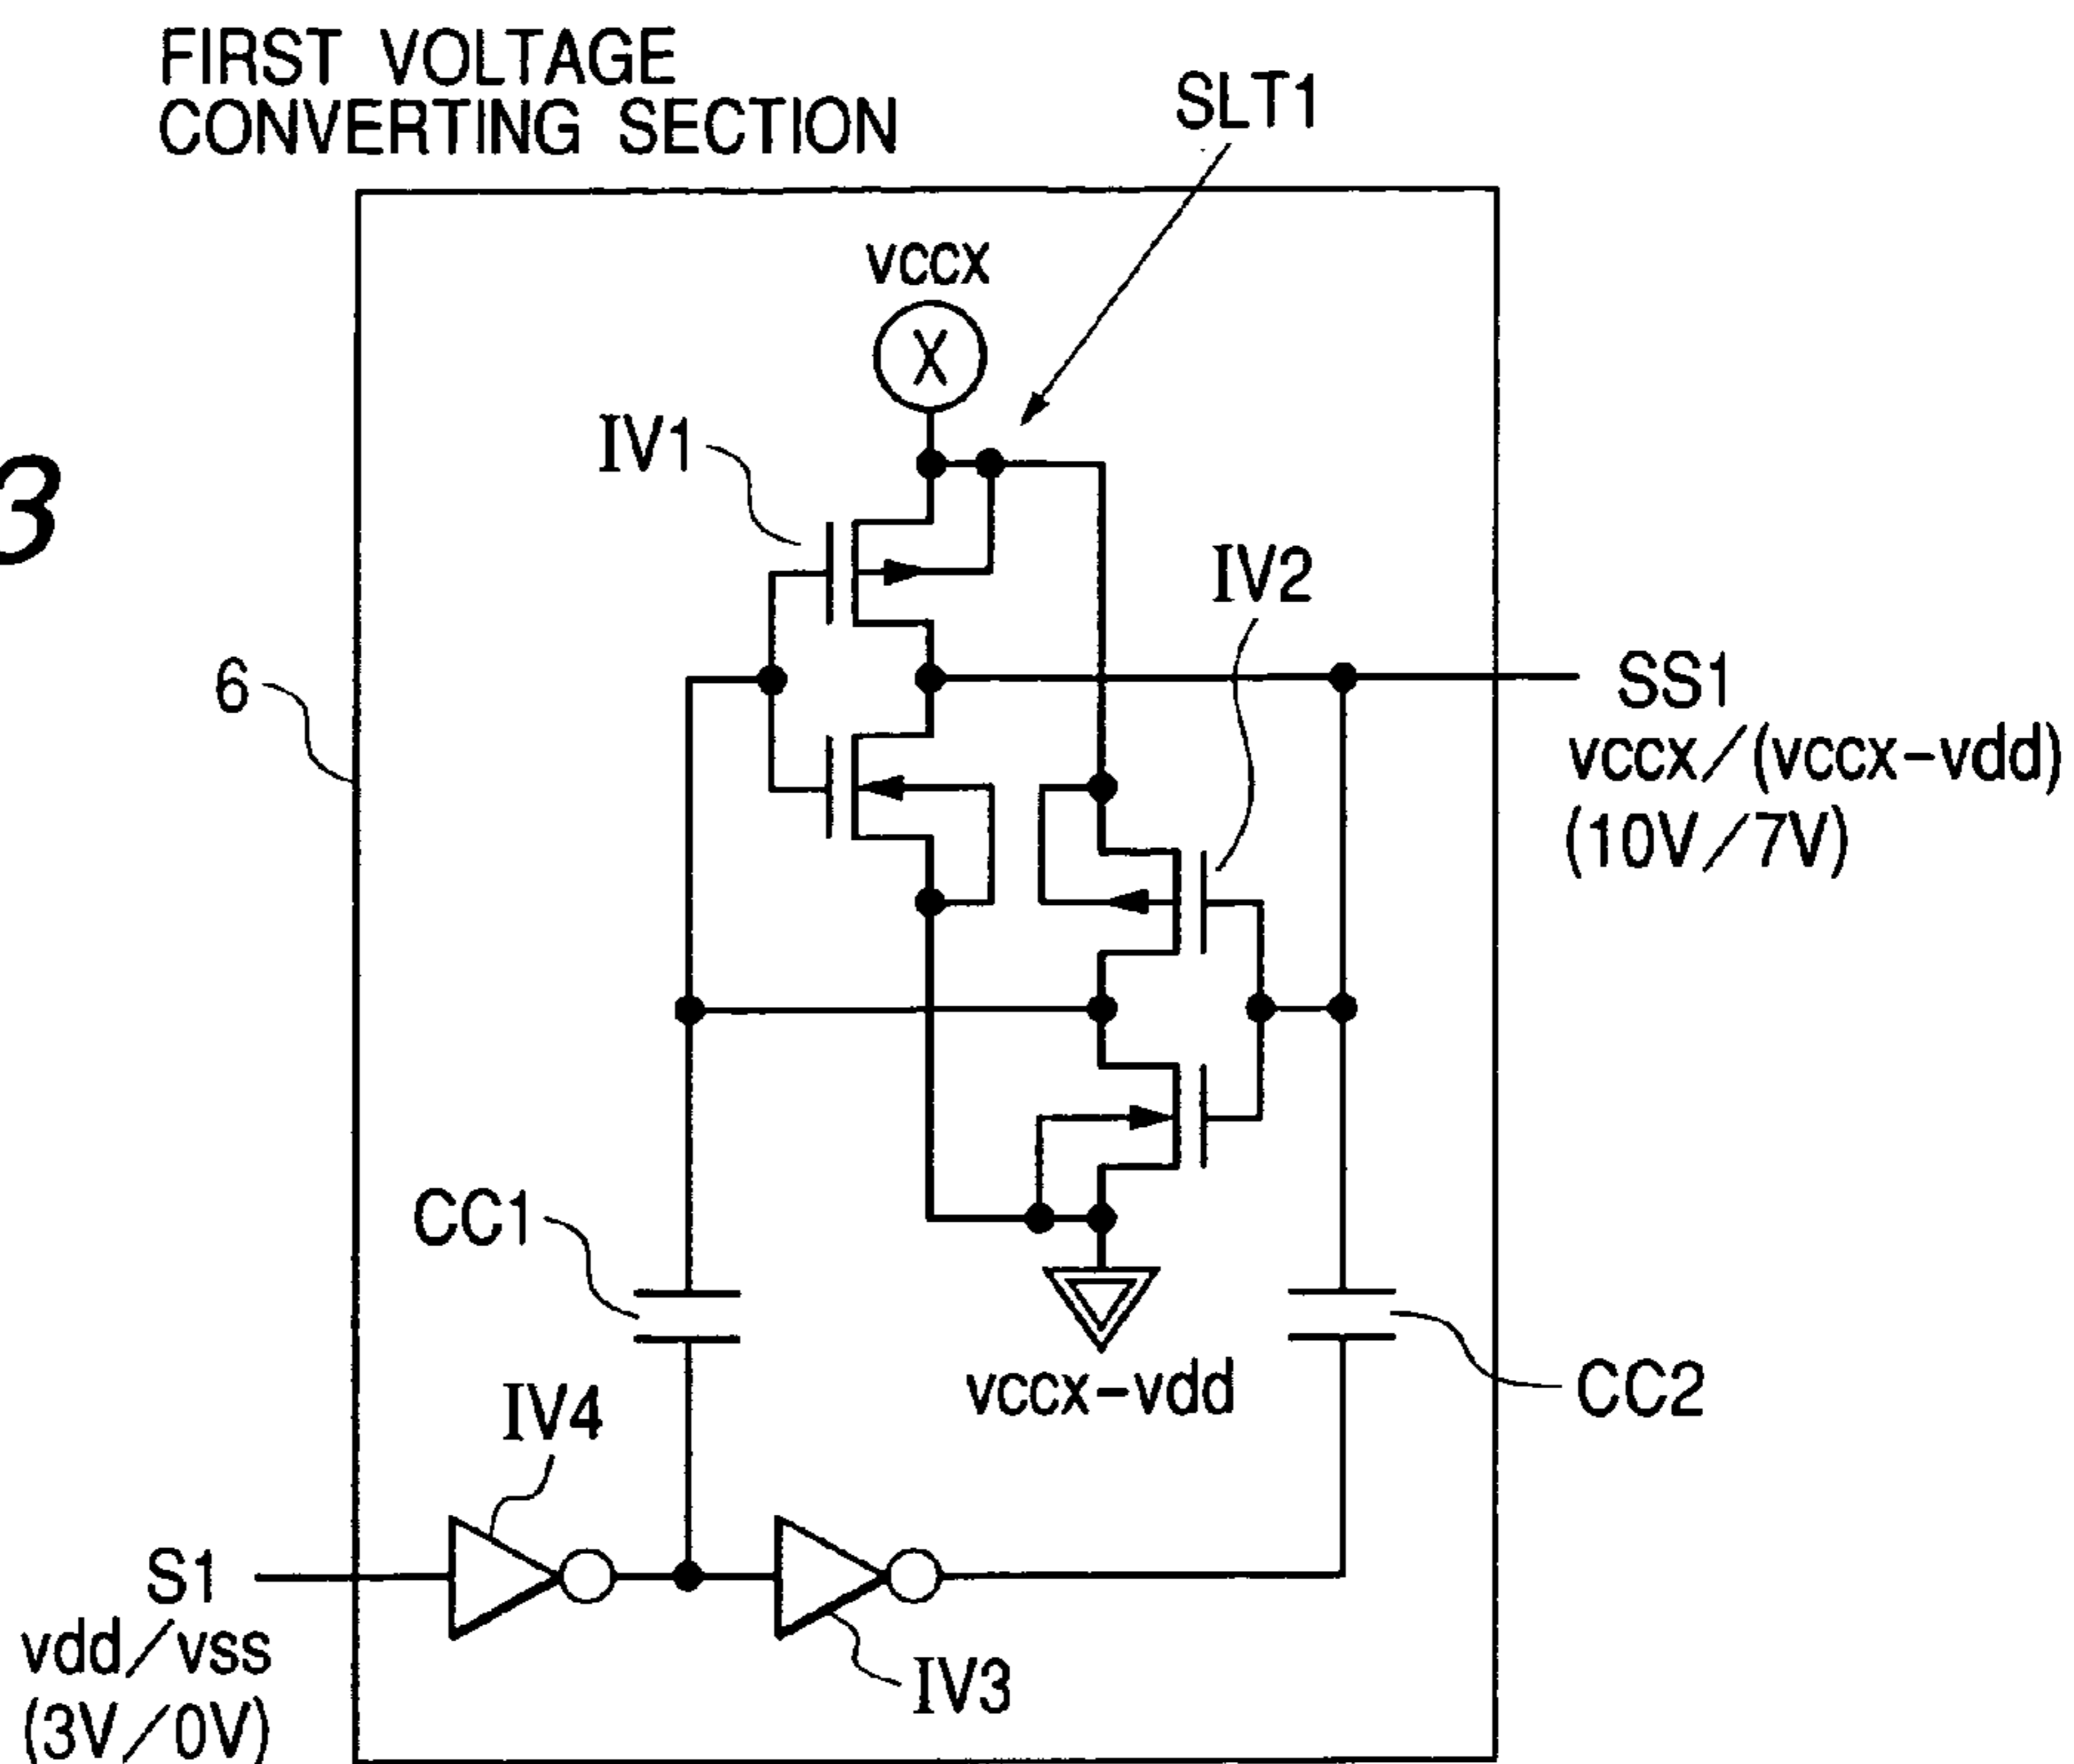 FIRST VOLTAGE
CONVERTING SECTION
SLT1
vccx
X
IV1
3
IV2
6
SS1
vccx/(vccx-vdd)
(10V/7V)
CC1
vccx-vdd
CC2
IV4
S1
vdd/vss
(3V/0V)
IV3